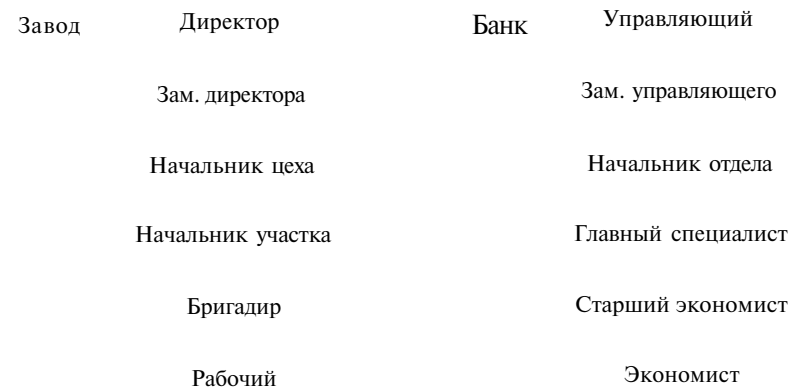 Завод Директор Банк Управляющий
Зам. директора Зам. управляющего
Начальник цеха Начальник отдела
Начальник участка Главный специалист
Бригадир Старший экономист
Рабочий Экономист